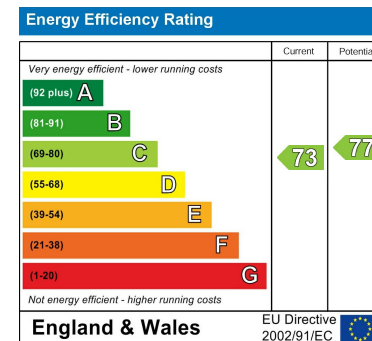 Energy Efficiency Rating
Current Potentia
Very energy efficient - lower running costs
(92 plus) A
(81-91) B
(69-80) C
73 77
(55-68) D
(39-54) E
(21-38) F
(1-20) G
Not energy efficient - higher running costs
England & Wales
EU Directive
2002/91/EC